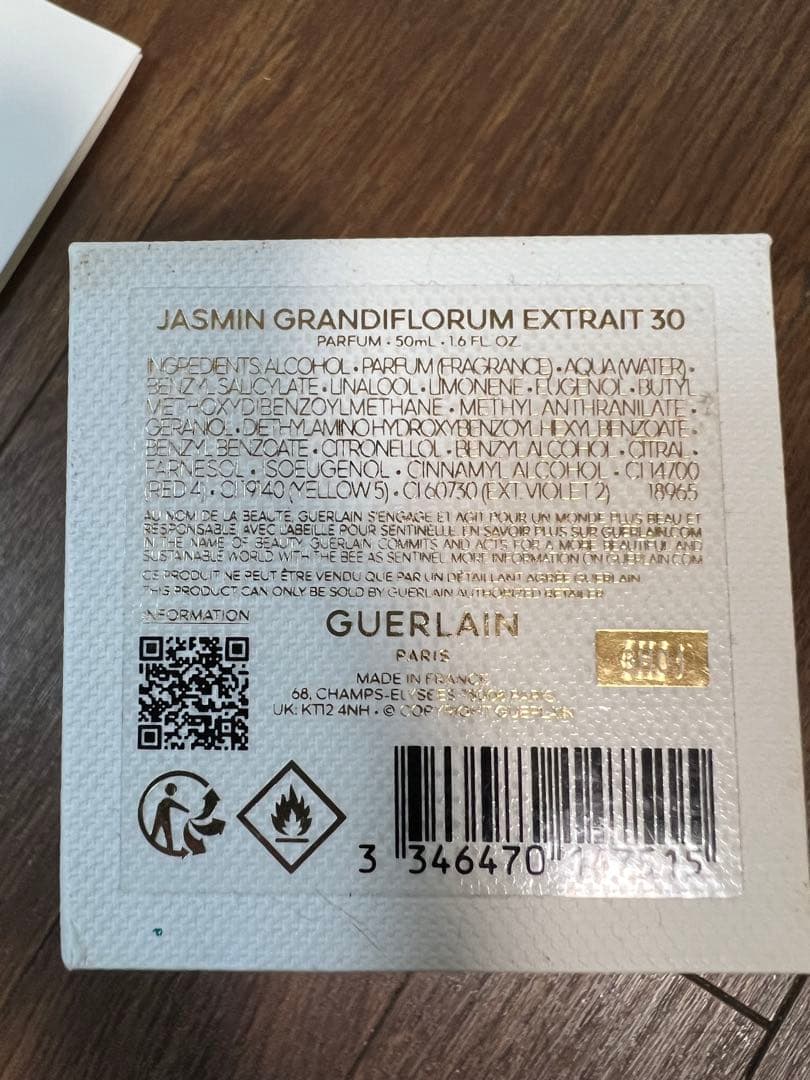 JASMIN GRANDIFLORUM EXTRAIT 30
PARFUM • 50mL • 1.6 FL. OZ.
INGREDIENTS: ALCOHOL • PARFUM (FRAGRANCE) • AQUA (WATER) •
BENZYL SALICYLATE • LINALOOL • LIMONENE • EUGENOL • BUTYL
METHOXYDIBENZOYLMETHANE • METHYL ANTHRANILATE •
GERANIOL • DIETHYLAMINO HYDROXYBENZOYL HEXYL BENZOATE •
BENZYL BENZOATE • CITRONELLOL • BENZYL ALCOHOL • CITRAL •
FARNESOL • ISOEUGENOL • CINNAMYL ALCOHOL • CI 14700
(RED 4) • CI 19140 (YELLOW 5) • CI 60730 (EXT. VIOLET 2) 18965
AU NOM DE LA BEAUTÉ, GUERLAIN S'ENGAGE ET AGIT POUR UN MONDE PLUS BEAU ET
RESPONSABLE AVEC L'ABEILLE POUR SENTINELLE. EN SAVOIR PLUS SUR GUERLAIN.COM
IN THE NAME OF BEAUTY, GUERLAIN COMMITS AND ACTS FOR A MORE BEAUTIFUL AND
SUSTAINABLE WORLD WITH THE BEE AS SENTINEL. MORE INFORMATION ON GUERLAIN.COM
CE PRODUIT NE PEUT ÊTRE VENDU QUE PAR UN DÉTAILLANT AGRÉÉ GUERLAIN
THIS PRODUCT CAN ONLY BE SOLD BY GUERLAIN AUTHORIZED RETAILER
INFORMATION
GUERLAIN
PARIS
MADE IN FRANCE
68, CHAMPS-ELYSEES 75008 PARIS
UK: KT12 4NH • © COPYRIGHT GUERLAIN
3 346470 147515